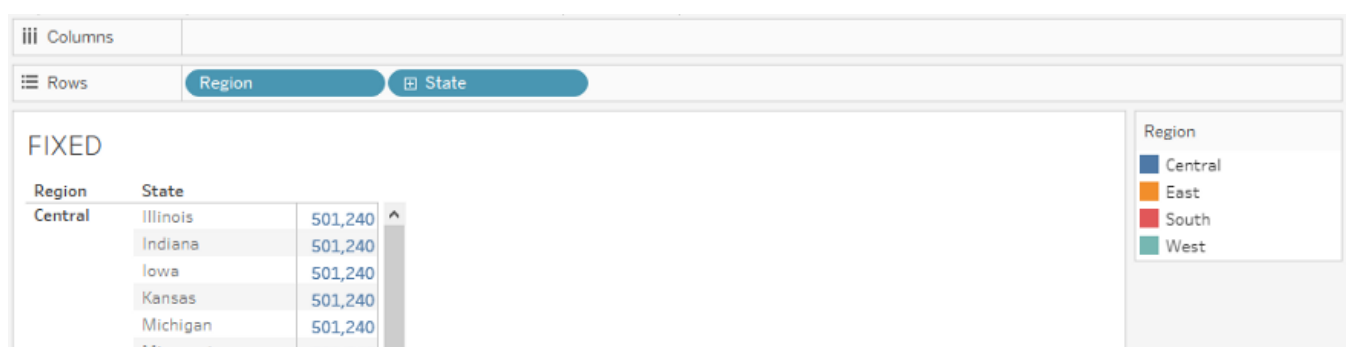 Columns
Rows Region State
FIXED
Region State
Central Illinois 501,240
Indiana 501,240
Iowa 501,240
Kansas 501,240
Michigan 501,240
Region
Central
East
South
West